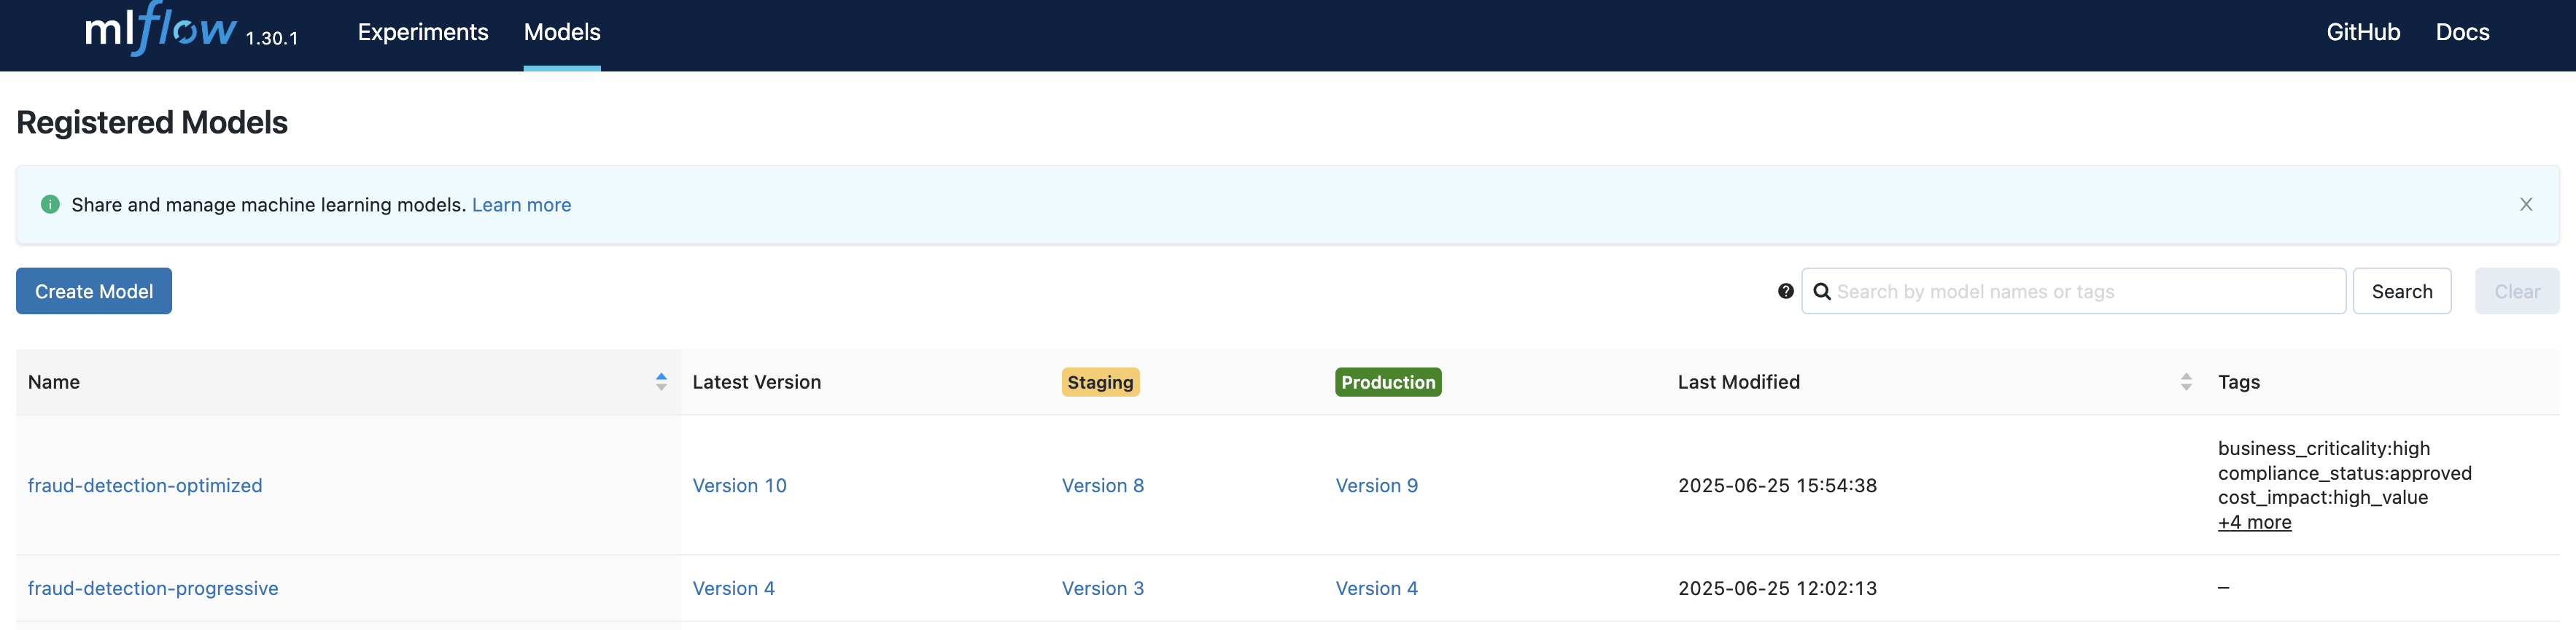 mlflow 1.30.1 Experiments Models GitHub Docs
Registered Models
Share and manage machine learning models. Learn more
Create Model Search by model names or tags Search Clear
Name Latest Version Staging Production Last Modified Tags
fraud-detection-optimized Version 10 Version 8 Version 9 2025-06-25 15:54:38 business_criticality:high
compliance_status:approved
cost_impact:high_value
+4 more
fraud-detection-progressive Version 4 Version 3 Version 4 2025-06-25 12:02:13 –